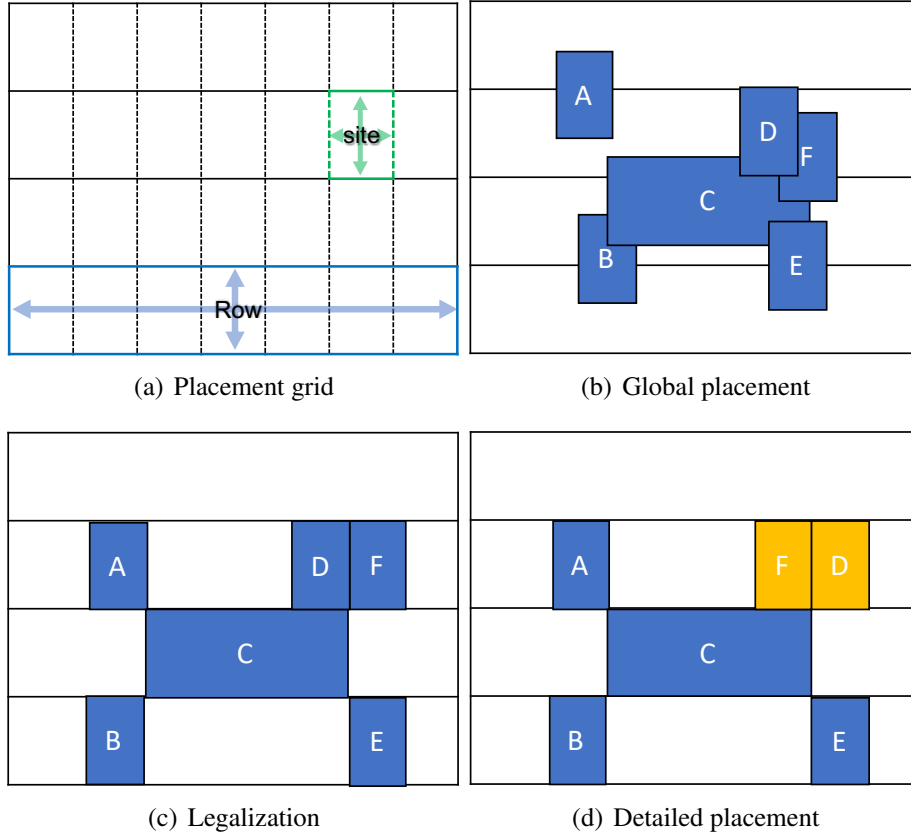 site
Row
(a) Placement grid
A
D
F
C
B
E
(b) Global placement
A
D
F
C
B
E
(c) Legalization
A
F
D
C
B
E
(d) Detailed placement